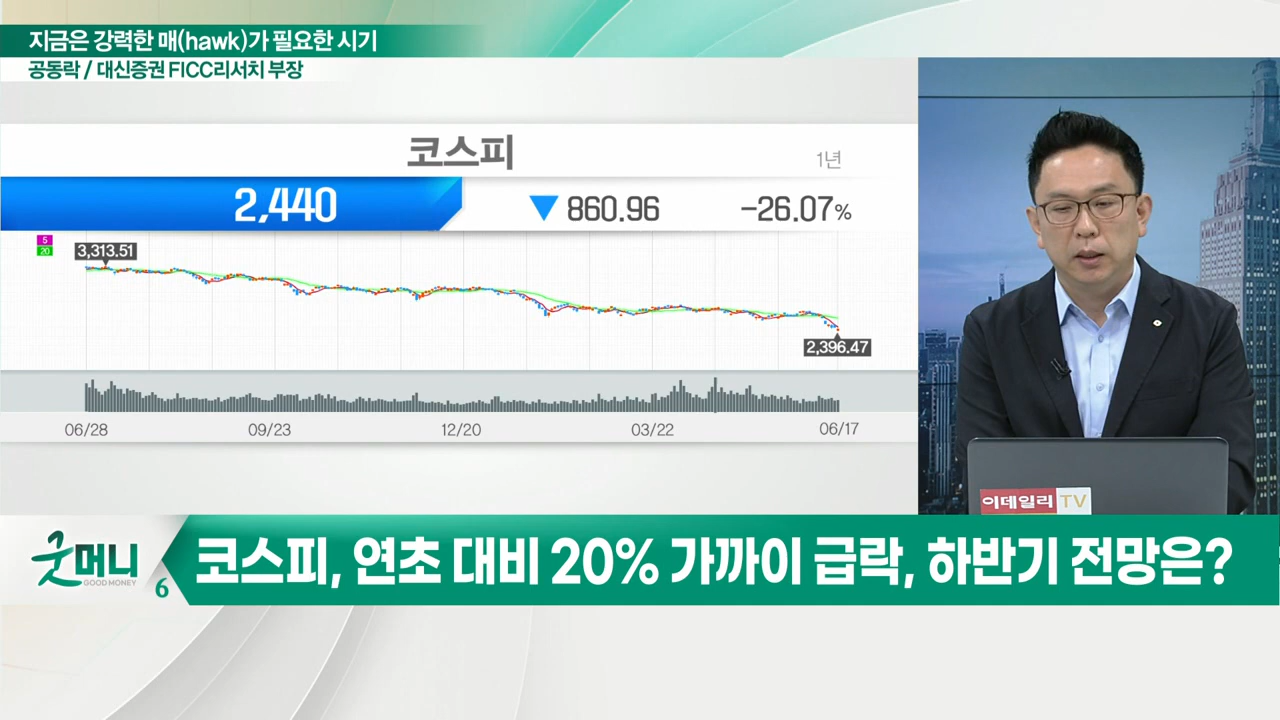 지금은 강력한 매(hawk)가 필요한 시기
공동락 / 대신증권 FICC리서치 부장
코스피
1년
2,440 ▼ 860.96 -26.07%
5
20
3,313.51
2,396.47
06/28 09/23 12/20 03/22 06/17
이데일리 TV
굿머니
GOOD MONEY
6
코스피, 연초 대비 20% 가까이 급락, 하반기 전망은?